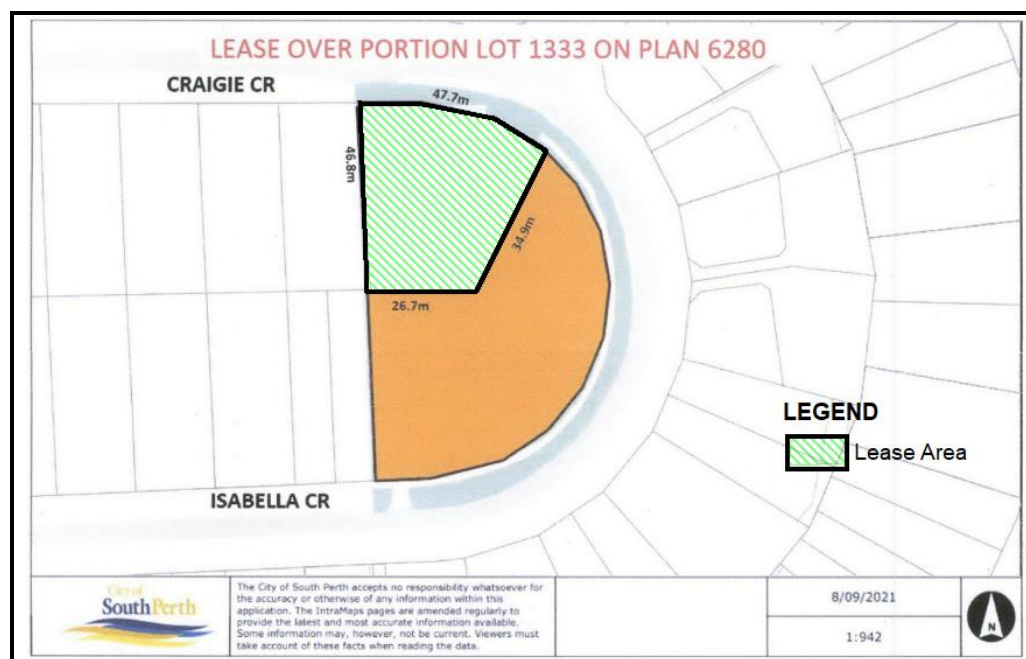 LEASE OVER PORTION LOT 1333 ON PLAN 6280
CRAIGIE CR
47.7m
46.8m
34.9m
26.7m
LEGEND
Lease Area
ISABELLA CR
City of
South Perth
The City of South Perth accepts no responsibility whatsoever for
the accuracy or otherwise of any information within this
application. The IntraMaps pages are amended regularly to
provide the latest and most accurate information available.
Some information may, however, not be current. Viewers must
take account of these facts when reading the data.
8/09/2021
1:942
N